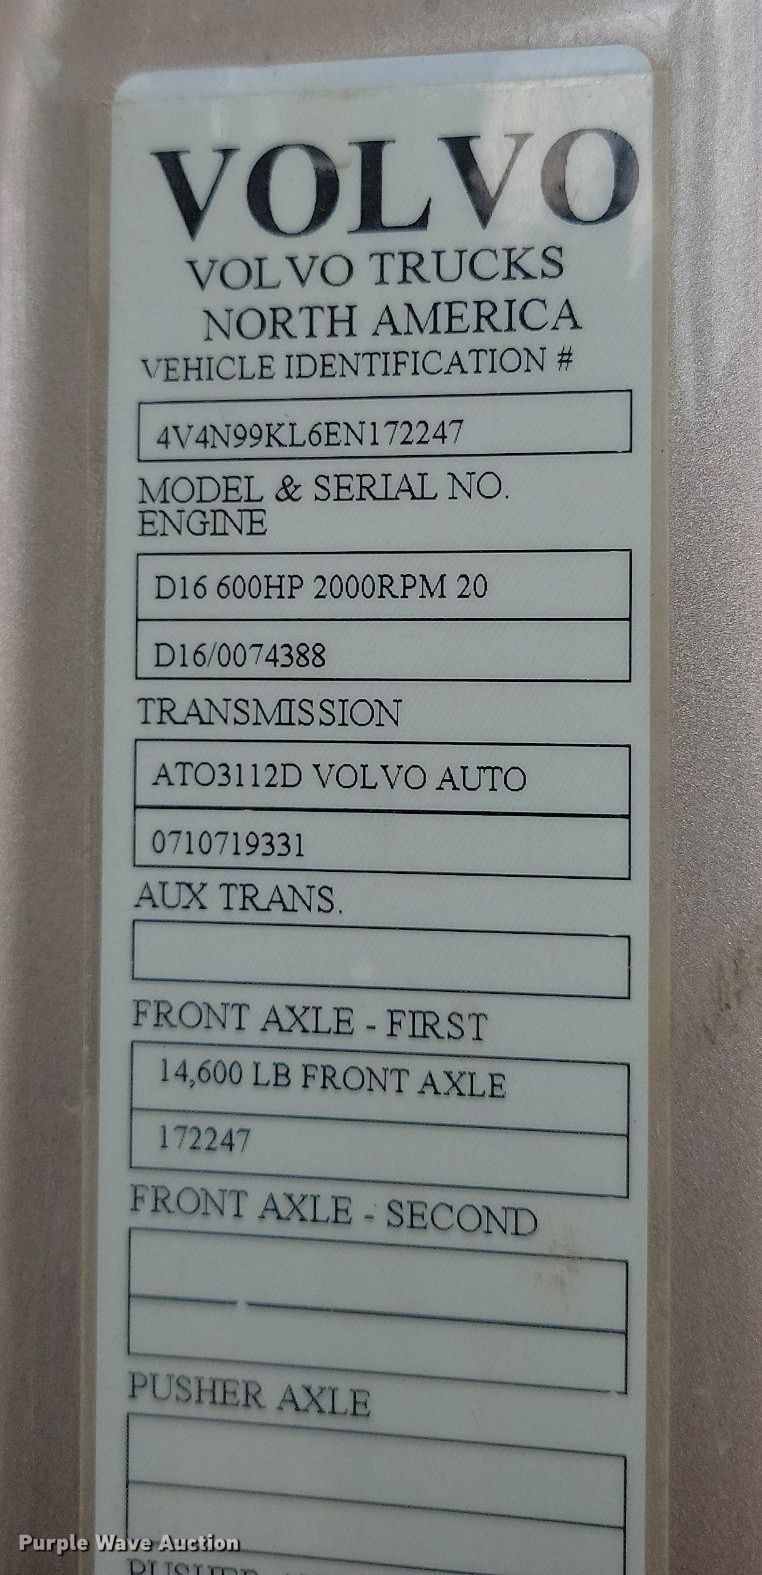 VOLVO
VOLVO TRUCKS
NORTH AMERICA
VEHICLE IDENTIFICATION #
4V4N99KL6EN172247
MODEL & SERIAL NO.
ENGINE
D16 600HP 2000RPM 20
D16/0074388
TRANSMISSION
ATO3112D VOLVO AUTO
0710719331
AUX TRANS.
FRONT AXLE - FIRST
14,600 LB FRONT AXLE
172247
FRONT AXLE - SECOND
PUSHER AXLE
Purple Wave Auction